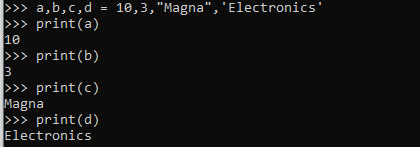 >>> a,b,c,d = 10,3,"Magna",'Electronics'
>>> print(a)
10
>>> print(b)
3
>>> print(c)
Magna
>>> print(d)
Electronics